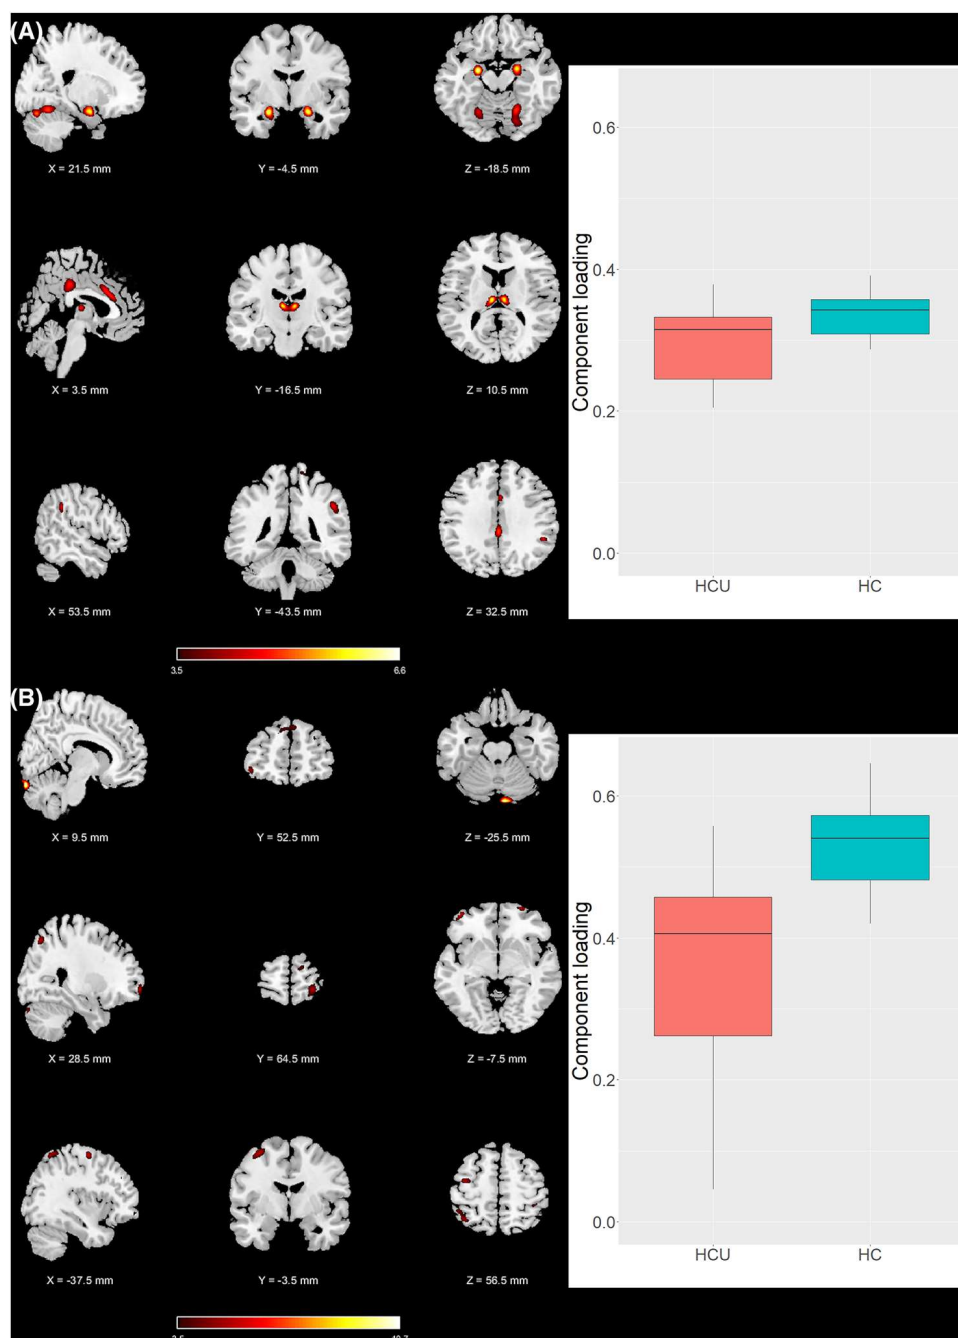 (A)
X = 21.5 mm
Y = -4.5 mm
Z = -18.5 mm
X = 3.5 mm
Y = -16.5 mm
Z = 10.5 mm
X = 53.5 mm
Y = -43.5 mm
Z = 32.5 mm
3.5
6.6
Component loading
0.6
0.4
0.2
0.0
HCU
HC
(B)
X = 9.5 mm
Y = 52.5 mm
Z = -25.5 mm
X = 28.5 mm
Y = 64.5 mm
Z = -7.5 mm
X = -37.5 mm
Y = -3.5 mm
Z = 56.5 mm
Component loading
0.6
0.4
0.2
0.0
HCU
HC